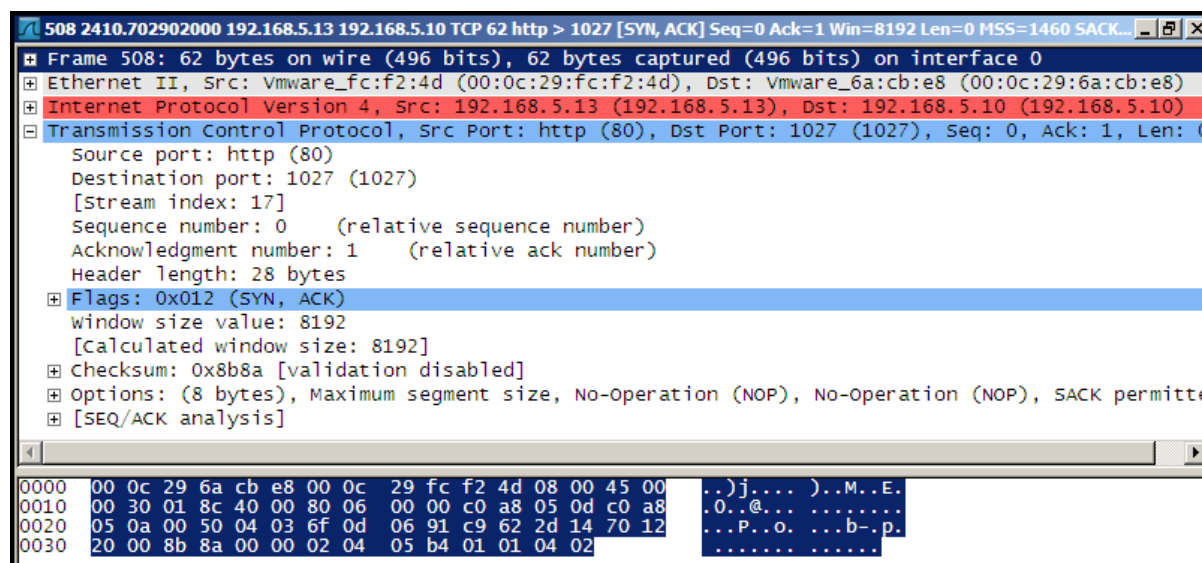 508 2410.702902000 192.168.5.13 192.168.5.10 TCP 62 http > 1027 [SYN, ACK] Seq=0 Ack=1 Win=8192 Len=0 MSS=1460 SACK...
Frame 508: 62 bytes on wire (496 bits), 62 bytes captured (496 bits) on interface 0
Ethernet II, Src: Vmware_fc:f2:4d (00:0c:29:fc:f2:4d), Dst: Vmware_6a:cb:e8 (00:0c:29:6a:cb:e8)
Internet Protocol Version 4, Src: 192.168.5.13 (192.168.5.13), Dst: 192.168.5.10 (192.168.5.10)
Transmission Control Protocol, Src Port: http (80), Dst Port: 1027 (1027), Seq: 0, Ack: 1, Len:
Source port: http (80)
Destination port: 1027 (1027)
[Stream index: 17]
Sequence number: 0    (relative sequence number)
Acknowledgment number: 1    (relative ack number)
Header length: 28 bytes
Flags: 0x012 (SYN, ACK)
Window size value: 8192
[Calculated window size: 8192]
Checksum: 0x8b8a [validation disabled]
Options: (8 bytes), Maximum segment size, No-Operation (NOP), No-Operation (NOP), SACK permitte
[SEQ/ACK analysis]
0000  00 0c 29 6a cb e8 00 0c  29 fc f2 4d 08 00 45 00   ..)j.... )..M..E.
0010  00 30 01 8c 40 00 80 06  00 00 c0 a8 05 0d c0 a8   .0..@... ........
0020  05 0a 00 50 04 03 6f 0d  06 91 c9 62 2d 14 70 12   ...P..o. ...b-.p.
0030  20 00 8b 8a 00 00 02 04  05 b4 01 01 04 02   ....... ......